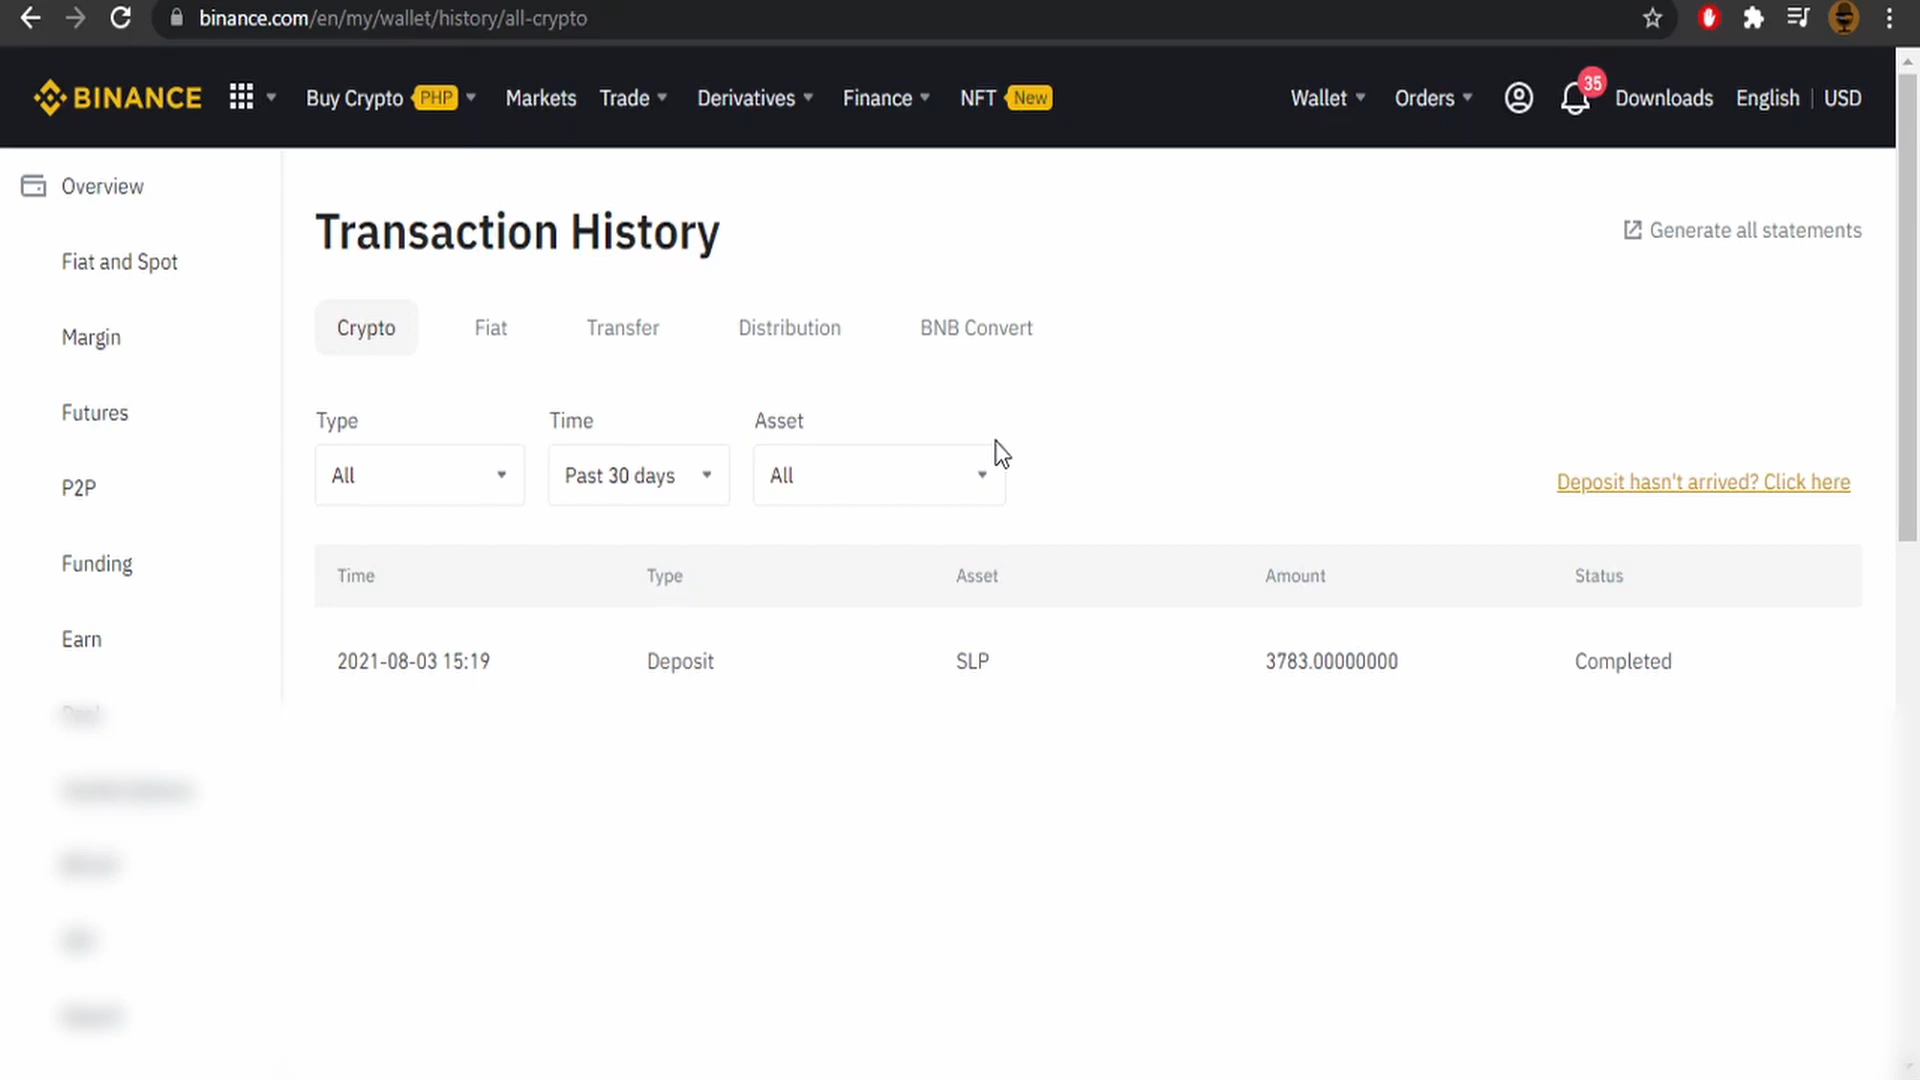 binance.com/en/my/wallet/history/all-crypto
BINANCE Buy Crypto PHP Markets Trade Derivatives Finance NFT New Wallet Orders 35 Downloads English | USD
Overview
Fiat and Spot
Margin
Futures
P2P
Funding
Earn
Transaction History
Generate all statements
Crypto Fiat Transfer Distribution BNB Convert
Type Time Asset
All Past 30 days All
Deposit hasn't arrived? Click here
Time Type Asset Amount Status
2021-08-03 15:19 Deposit SLP 3783.00000000 Completed